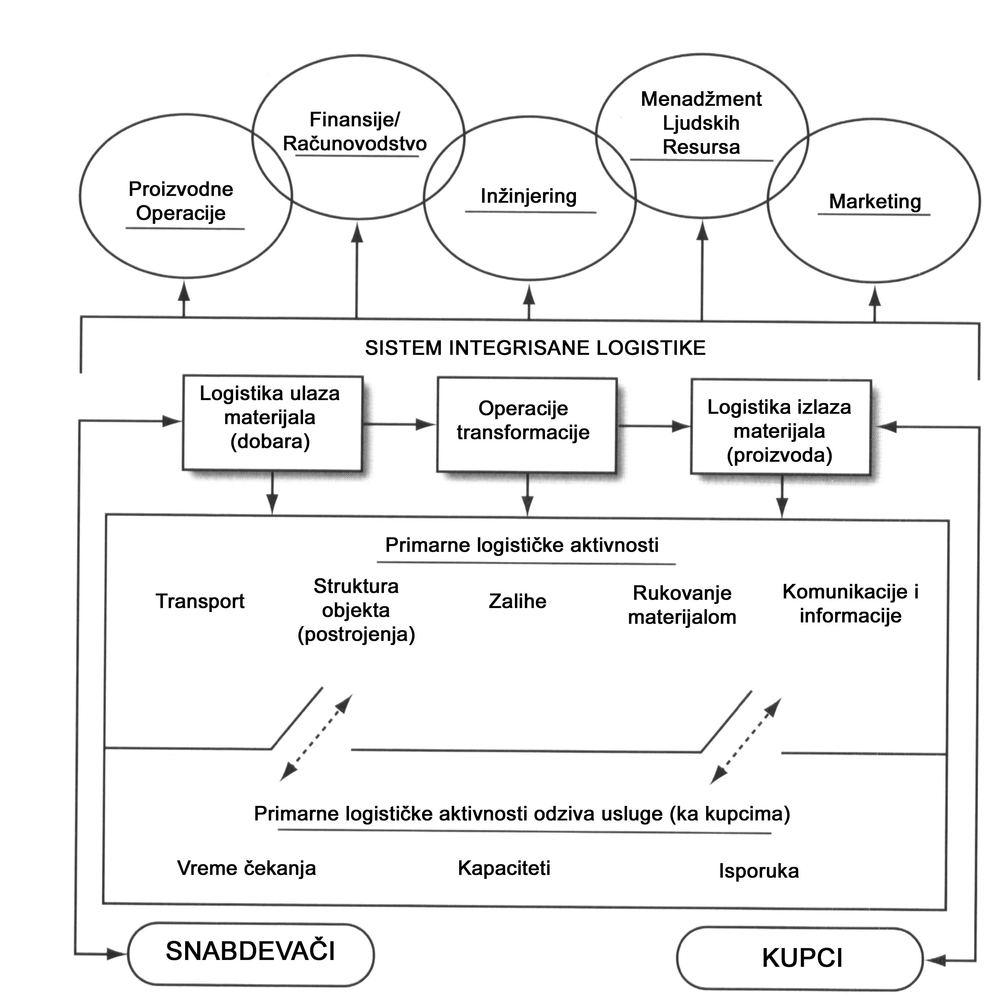 Proizvodne
Operacije
Finansije/
Računovodstvo
Inžinjering
Menadžment
Ljudskih
Resursa
Marketing
SISTEM INTEGRISANE LOGISTIKE
Logistika ulaza
materijala
(dobara)
Operacije
transformacije
Logistika izlaza
materijala
(proizvoda)
Primarne logističke aktivnosti
Transport
Struktura
objekta
(postrojenja)
Zalihe
Rukovanje
materijalom
Komunikacije i
informacije
Primarne logističke aktivnosti odziva usluge (ka kupcima)
Vreme čekanja
Kapaciteti
Isporuka
SNABDEVAČI
KUPCI